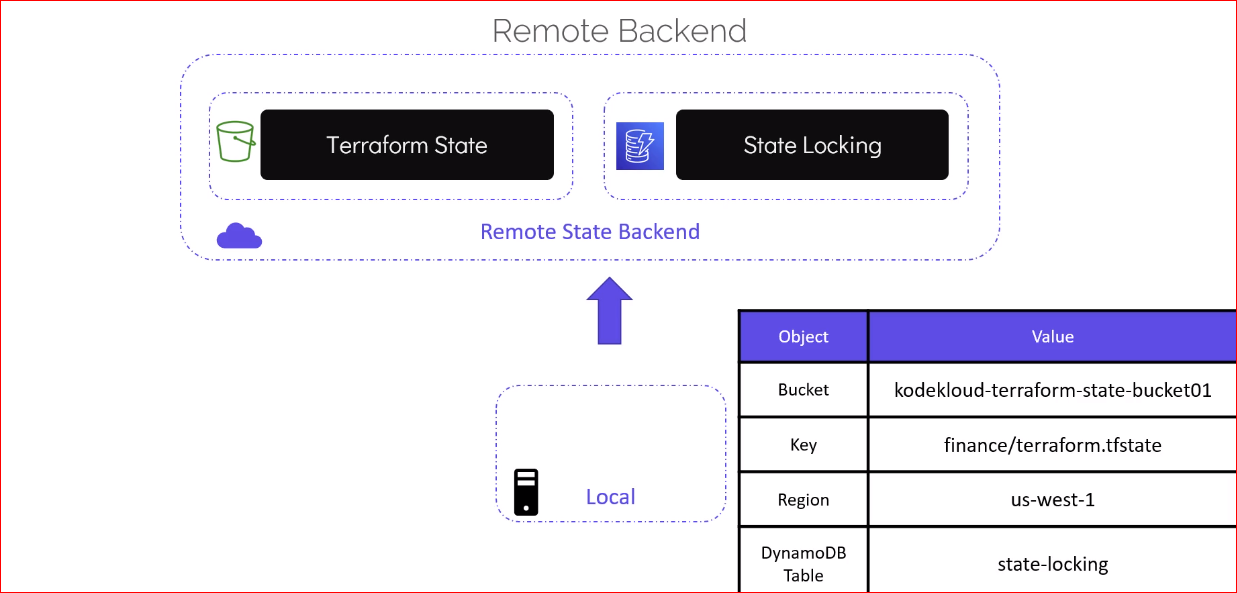 Remote Backend
Terraform State
State Locking
Remote State Backend
Local
Object Value
Bucket kodekloud-terraform-state-bucket01
Key finance/terraform.tfstate
Region us-west-1
DynamoDB
Table
state-locking